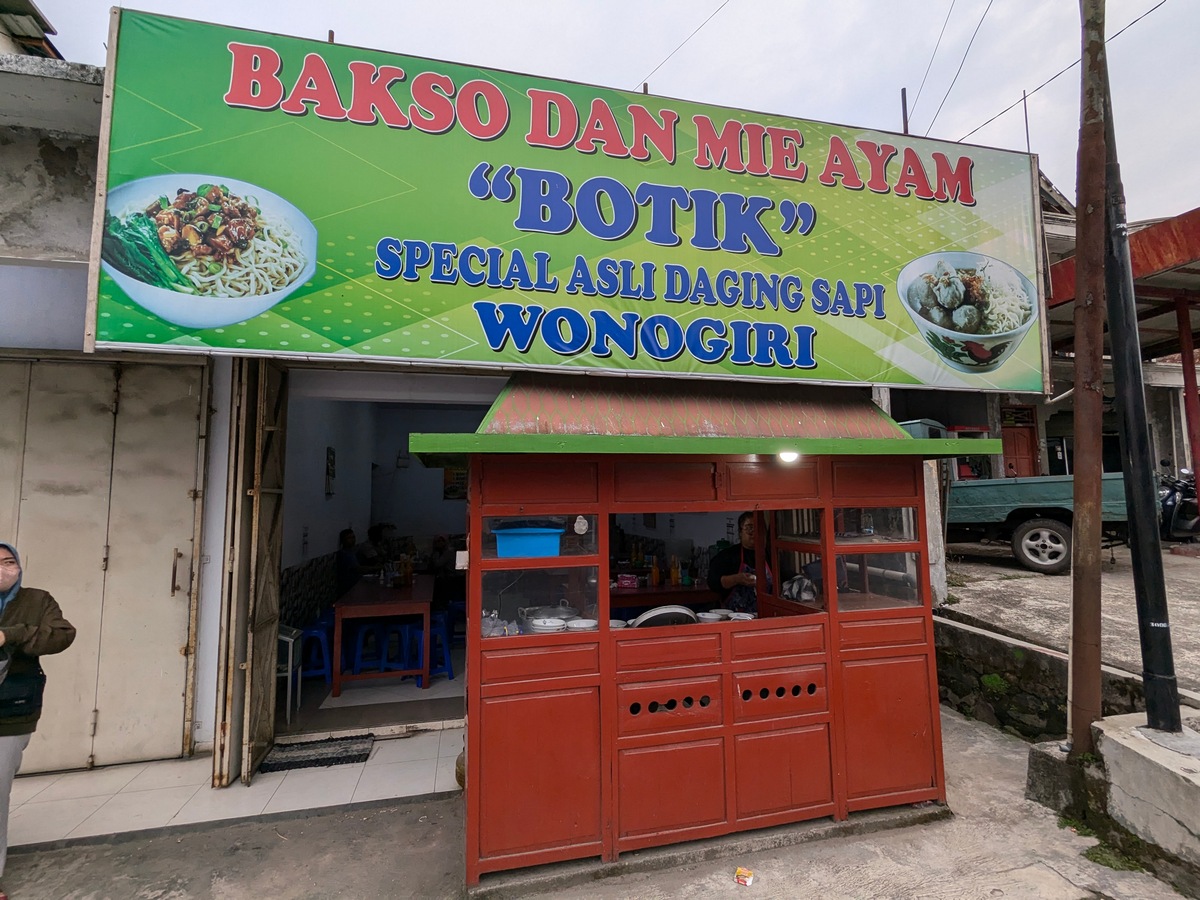 BAKSO DAN MIE AYAM
“BOTIK”
SPECIAL ASLI DAGING SAPI
WONOGIRI